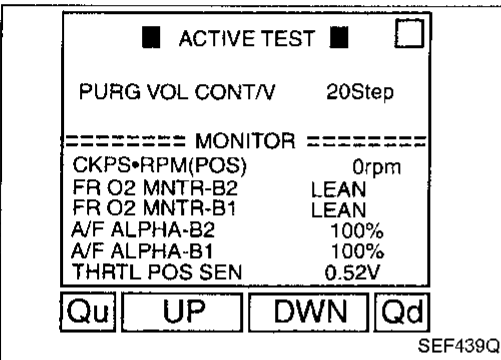 ■ ACTIVE TEST ■
PURG VOL CONT/V 20Step
======== MONITOR ========
CKPS•RPM(POS) 0rpm
FR O2 MNTR-B2 LEAN
FR O2 MNTR-B1 LEAN
A/F ALPHA-B2 100%
A/F ALPHA-B1 100%
THRTL POS SEN 0.52V
Qu UP DWN Qd
SEF439Q